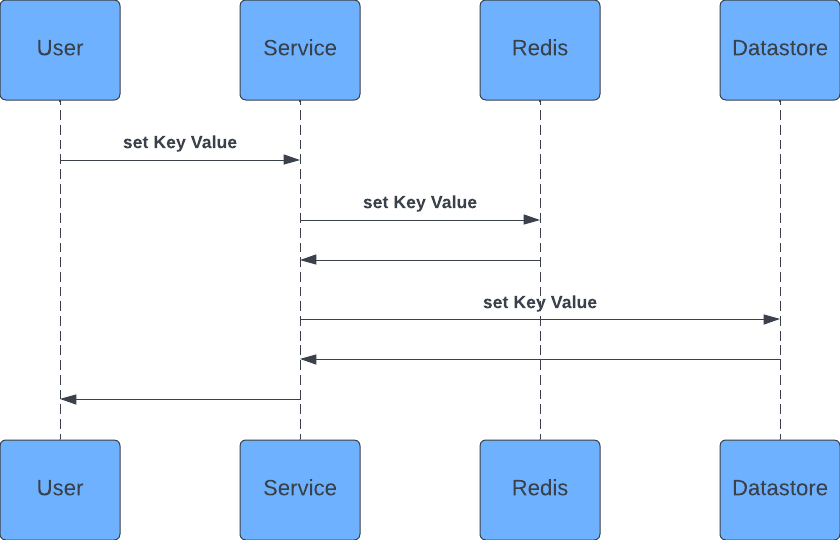 User
Service
Redis
Datastore
set Key Value
set Key Value
set Key Value
User
Service
Redis
Datastore